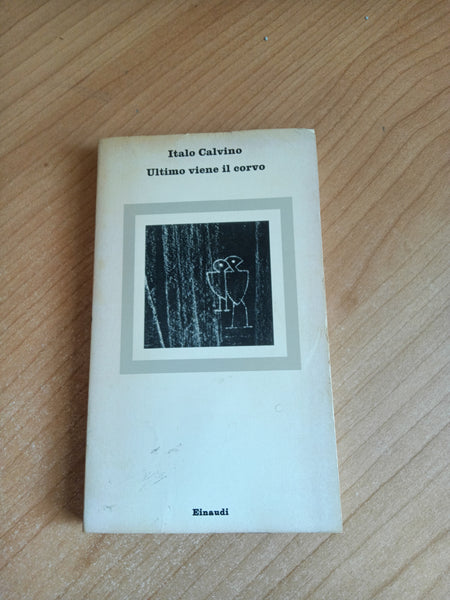 Italo Calvino
Ultimo viene il corvo
Einaudi